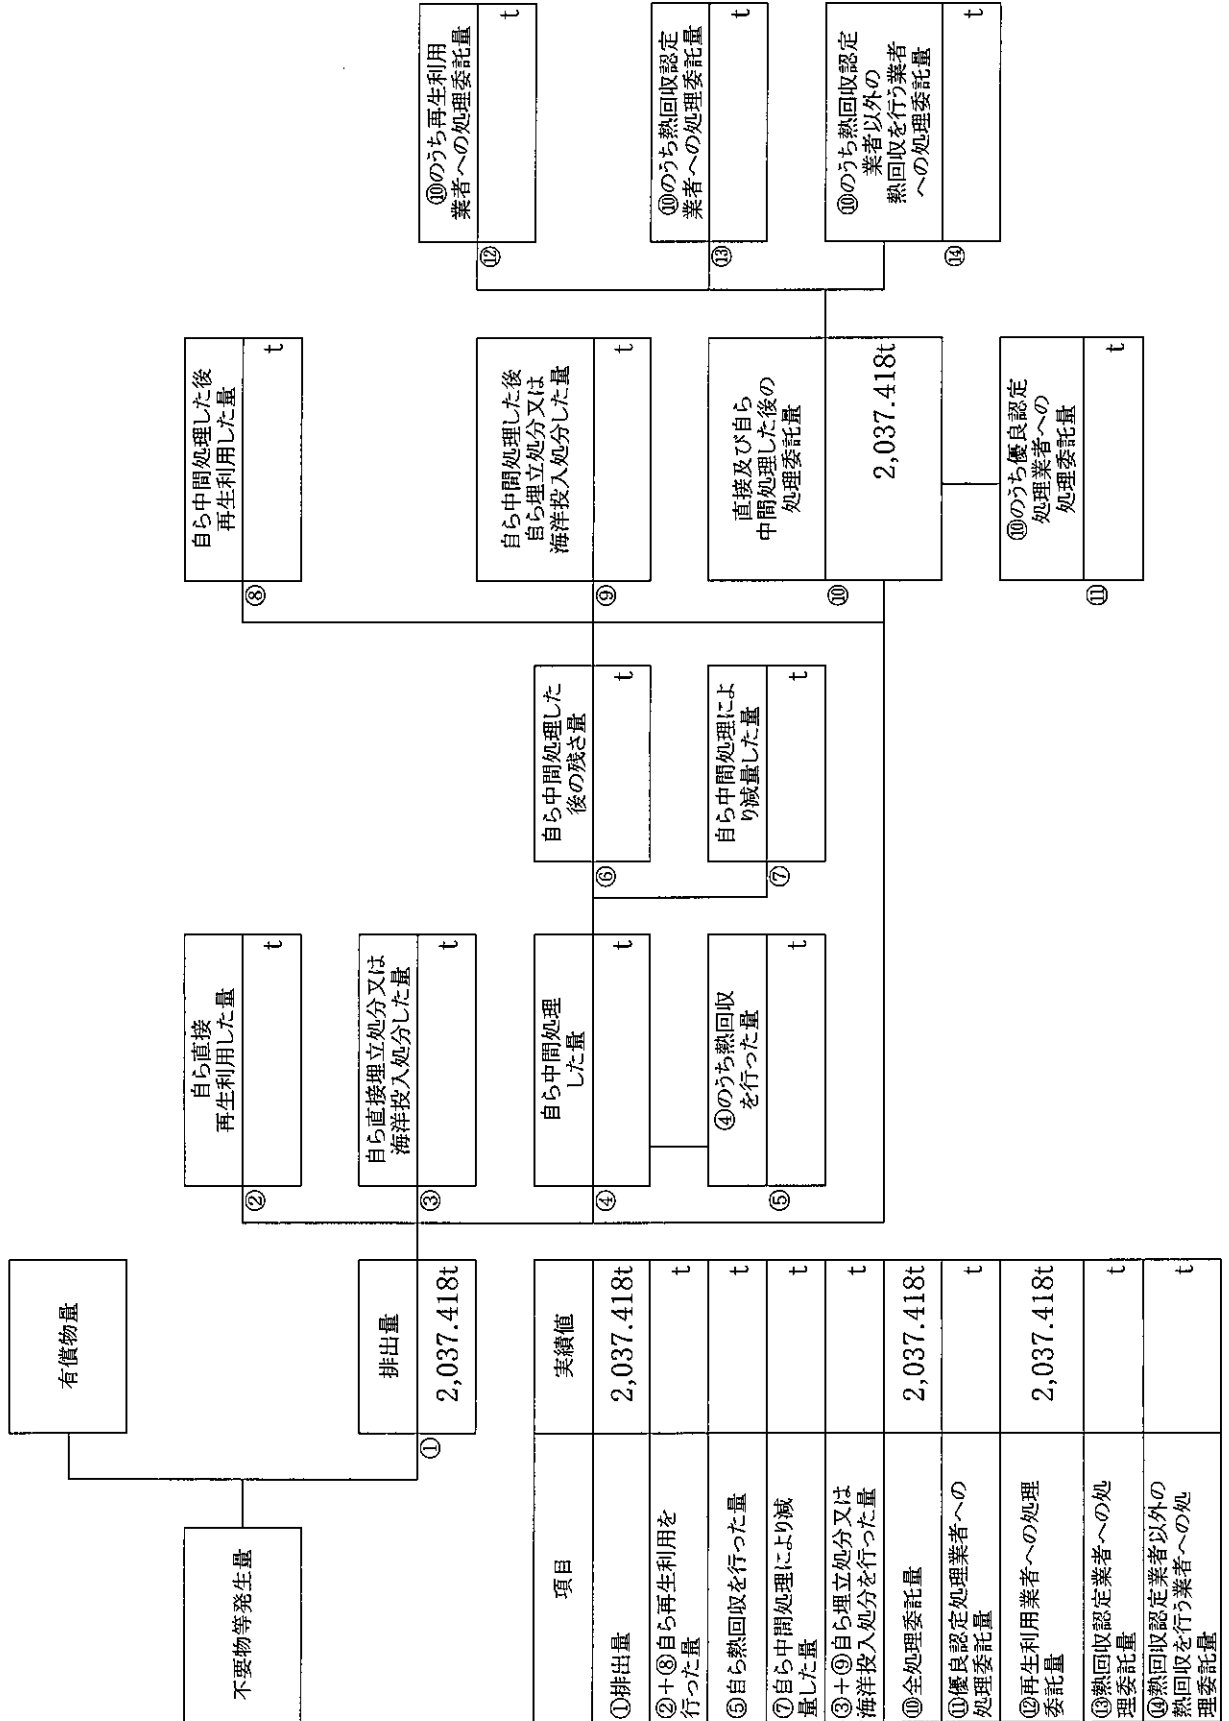 不要物等発生量
有償物量
①
排出量
2,037.418t
②
自ら直接
再生利用した量
t
③
自ら直接埋立処分又は
海洋投入処分した量
t
④
自ら中間処理
した量
t
⑤
④のうち熱回収
を行った量
t
⑥
自ら中間処理した
後の残さ量
t
⑦
自ら中間処理によ
り減量した量
t
⑧
自ら中間処理した後
再生利用した量
t
⑨
自ら中間処理した後
自ら埋立処分又は
海洋投入処分した量
t
⑩
直接及び自ら
中間処理した後の
処理委託量
2,037.418t
⑪
⑩のうち優良認定
処理業者への
処理委託量
t
⑫
⑩のうち再生利用
業者への処理委託量
t
⑬
⑩のうち熱回収認定
業者への処理委託量
t
⑭
⑩のうち熱回収認定
業者以外の
熱回収を行う業者
への処理委託量
t
項目 実績値
①排出量 2,037.418t
②+⑧自ら再生利用を
行った量 t
⑤自ら熱回収を行った量 t
⑦自ら中間処理により減
量した量 t
③+⑨自ら埋立処分又は
海洋投入処分を行った量 t
⑩全処理委託量 2,037.418t
⑪優良認定処理業者への
処理委託量 t
⑫再生利用業者への処理
委託量 2,037.418t
⑬熱回収認定業者への処
理委託量 t
⑭熱回収認定業者以外の
熱回収を行う業者への処
理委託量 t